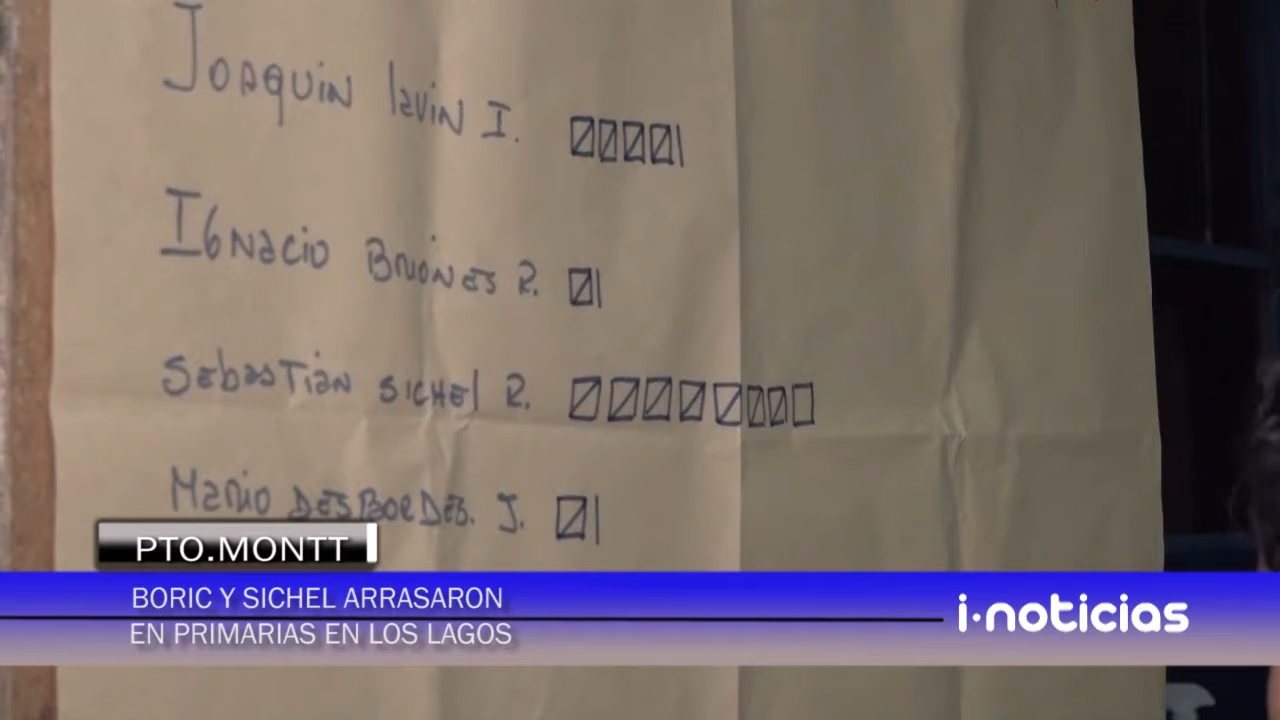 JOAQUIN lavin I.
IGNacio BRIONES R.
SebasTian SICHEl R.
MaRio DESBORDES. J.
PTO.MONTT
BORIC Y SICHEL ARRASARON
EN PRIMARIAS EN LOS LAGOS
i·noticias